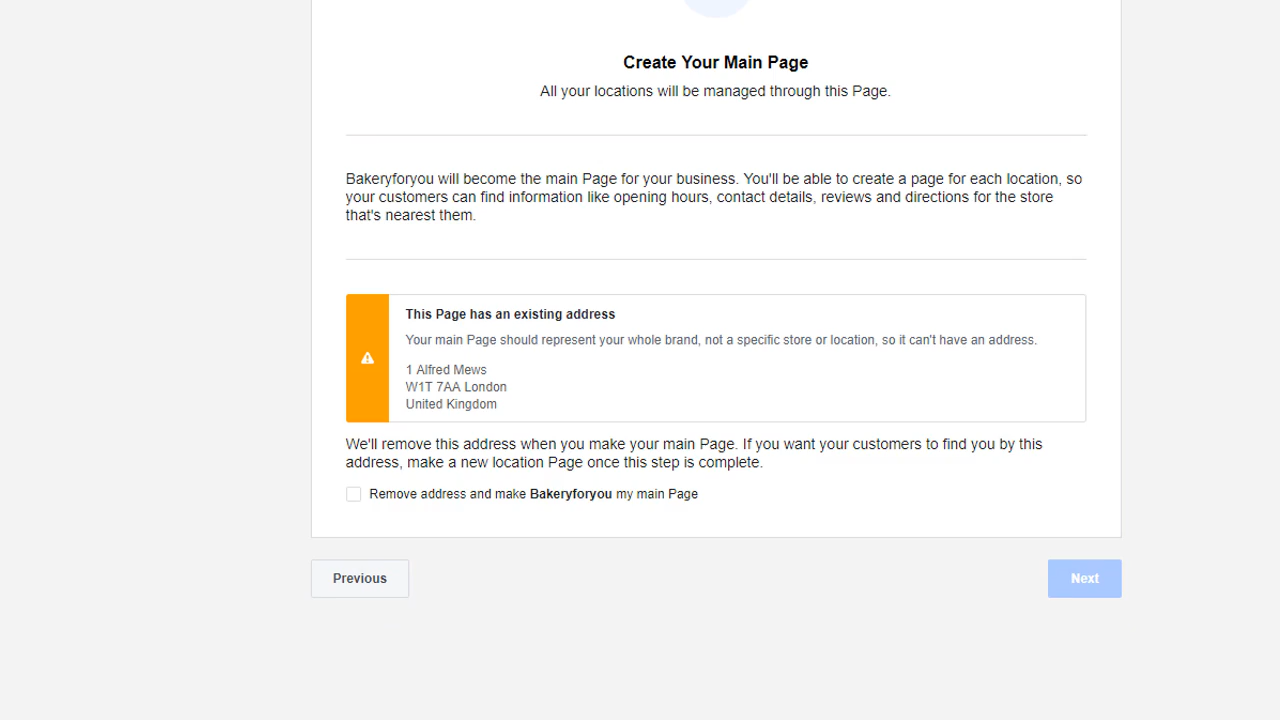 Create Your Main Page
All your locations will be managed through this Page.
Bakeryforyou will become the main Page for your business. You'll be able to create a page for each location, so
your customers can find information like opening hours, contact details, reviews and directions for the store
that's nearest them.
This Page has an existing address
Your main Page should represent your whole brand, not a specific store or location, so it can't have an address.
1 Alfred Mews
W1T 7AA London
United Kingdom
We'll remove this address when you make your main Page. If you want your customers to find you by this
address, make a new location Page once this step is complete.
Remove address and make Bakeryforyou my main Page
Previous
Next